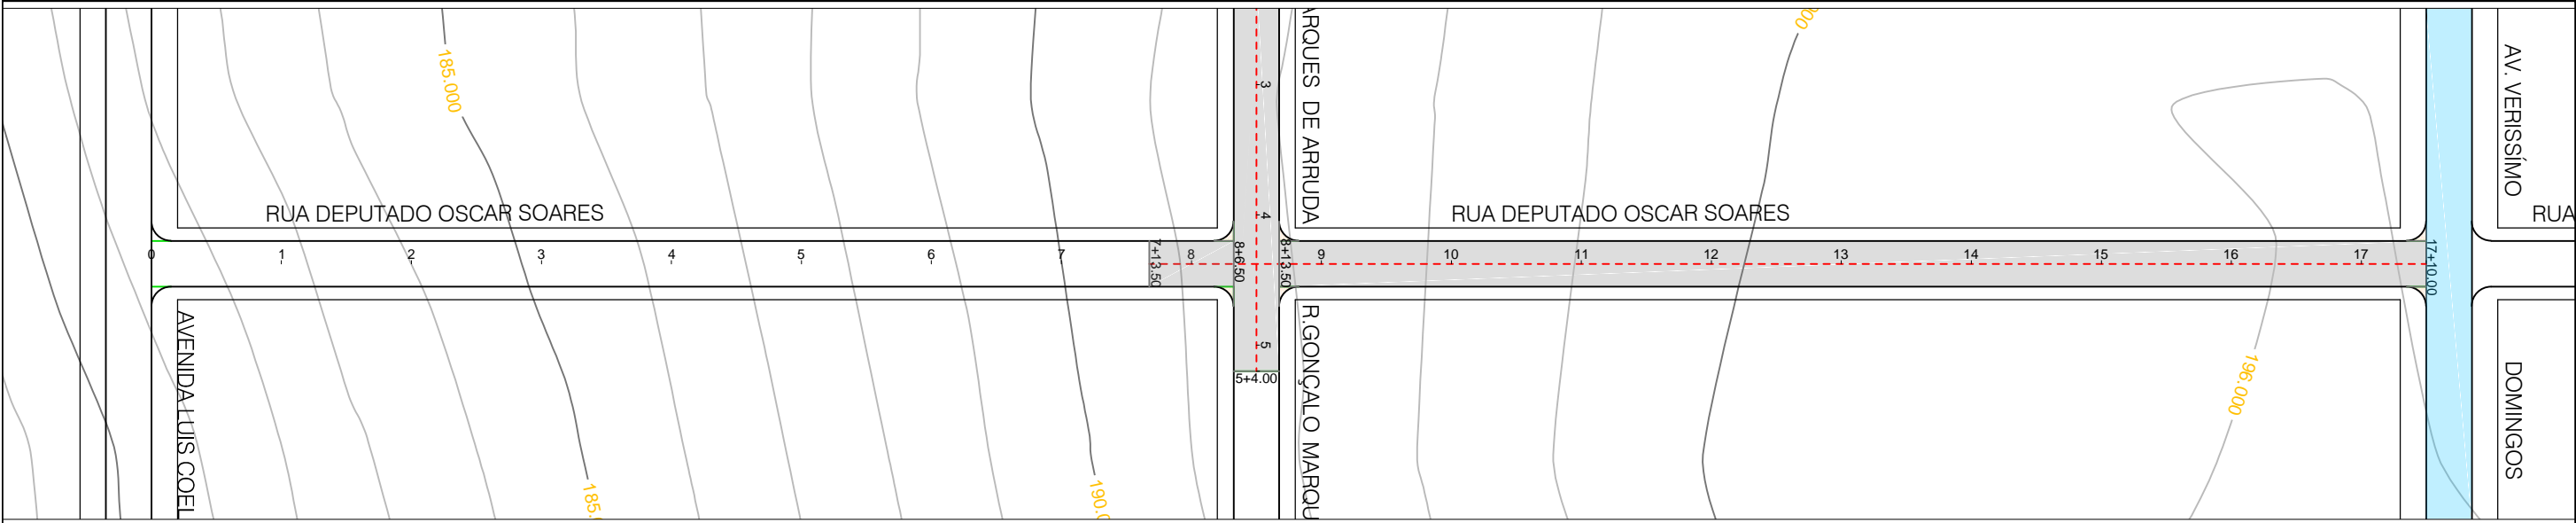 ARQUES DE ARRUDA
AV. VERISSÍMO
185.000
3
4
RUA DEPUTADO OSCAR SOARES
RUA DEPUTADO OSCAR SOARES
RUA
0 1 2 3 4 5 6 7 8 9 10 11 12 13 14 15 16 17
7+13.50
8+6.50
8+13.50
17+10.00
5
5+4.00
AVENIDA LUIS COEL
R.GONÇALO MARQU
196.000
DOMINGOS
185.
190.0